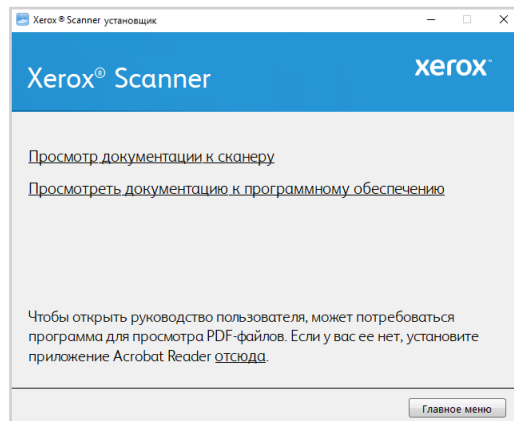 Xerox® Scanner установщик
Xerox® Scanner
xerox™
Просмотр документации к сканеру
Просмотреть документацию к программному обеспечению
Чтобы открыть руководство пользователя, может потребоваться
программа для просмотра PDF-файлов. Если у вас ее нет, установите
приложение Acrobat Reader отсюда.
Главное меню